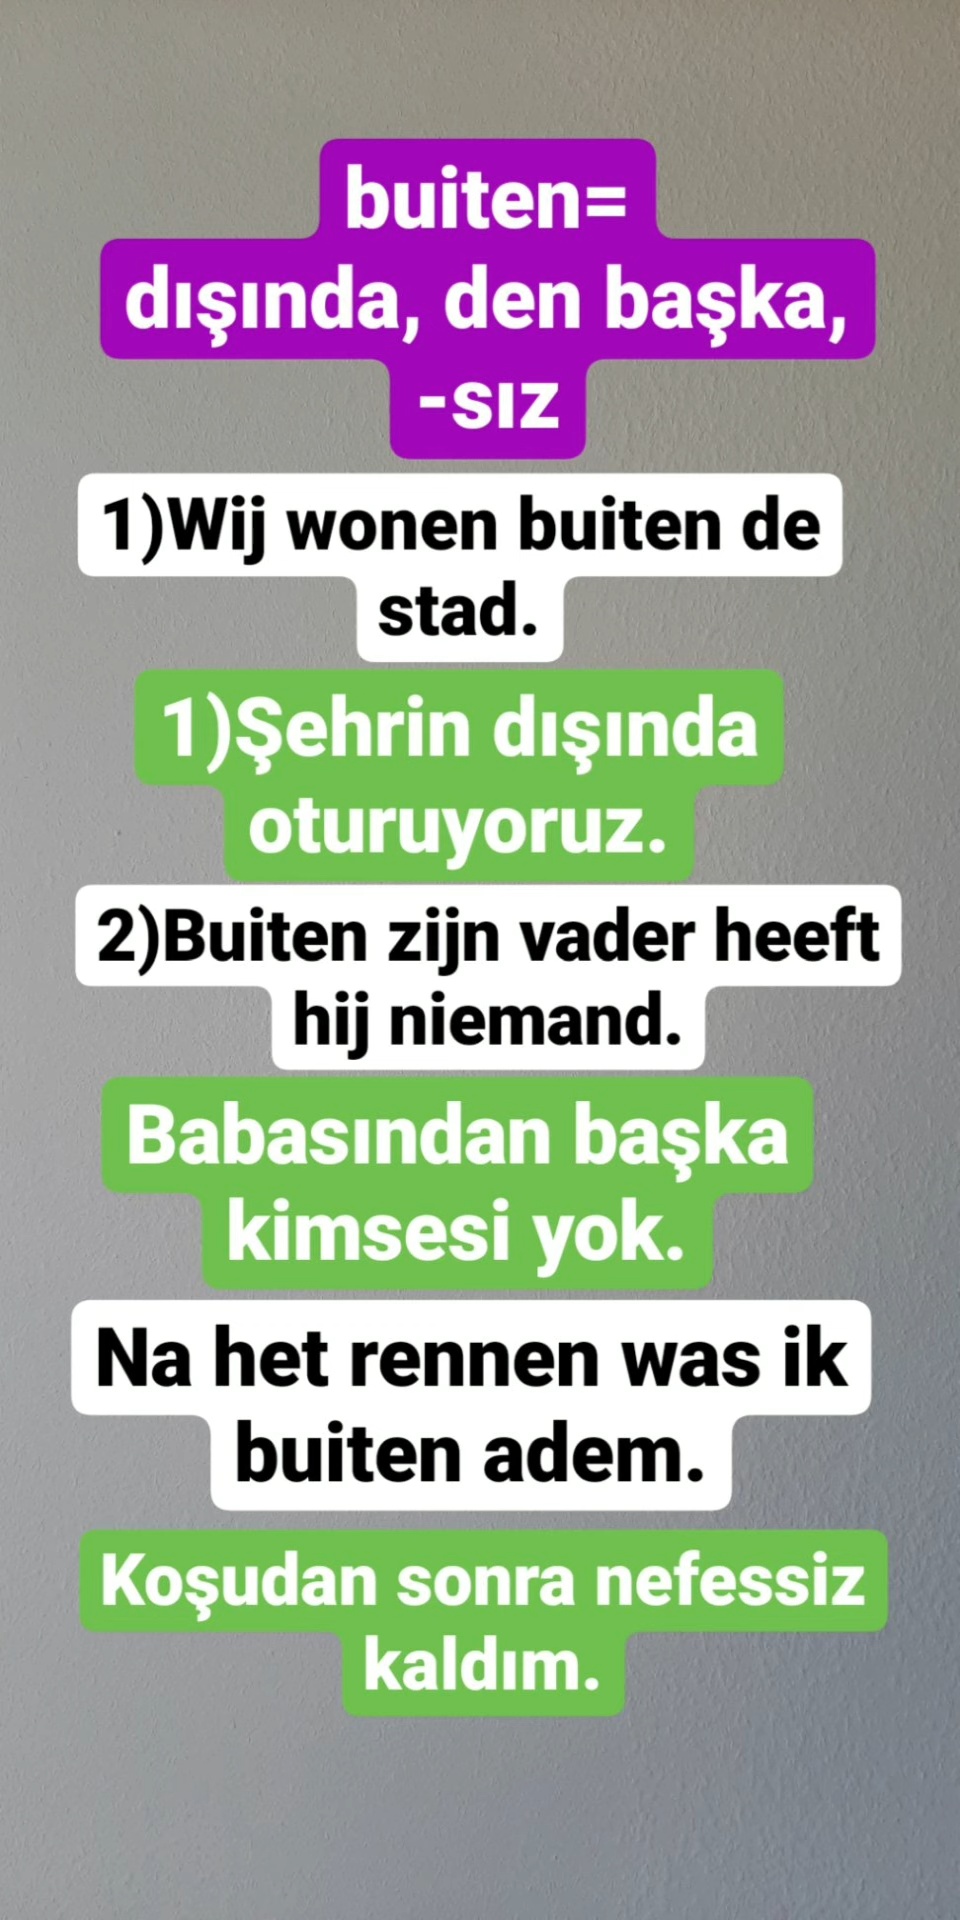 buiten=
dışında, den başka,
-sız
1)Wij wonen buiten de
stad.
1)Şehrin dışında
oturuyoruz.
2)Buiten zijn vader heeft
hij niemand.
Babasından başka
kimsesi yok.
Na het rennen was ik
buiten adem.
Koşudan sonra nefessiz
kaldım.